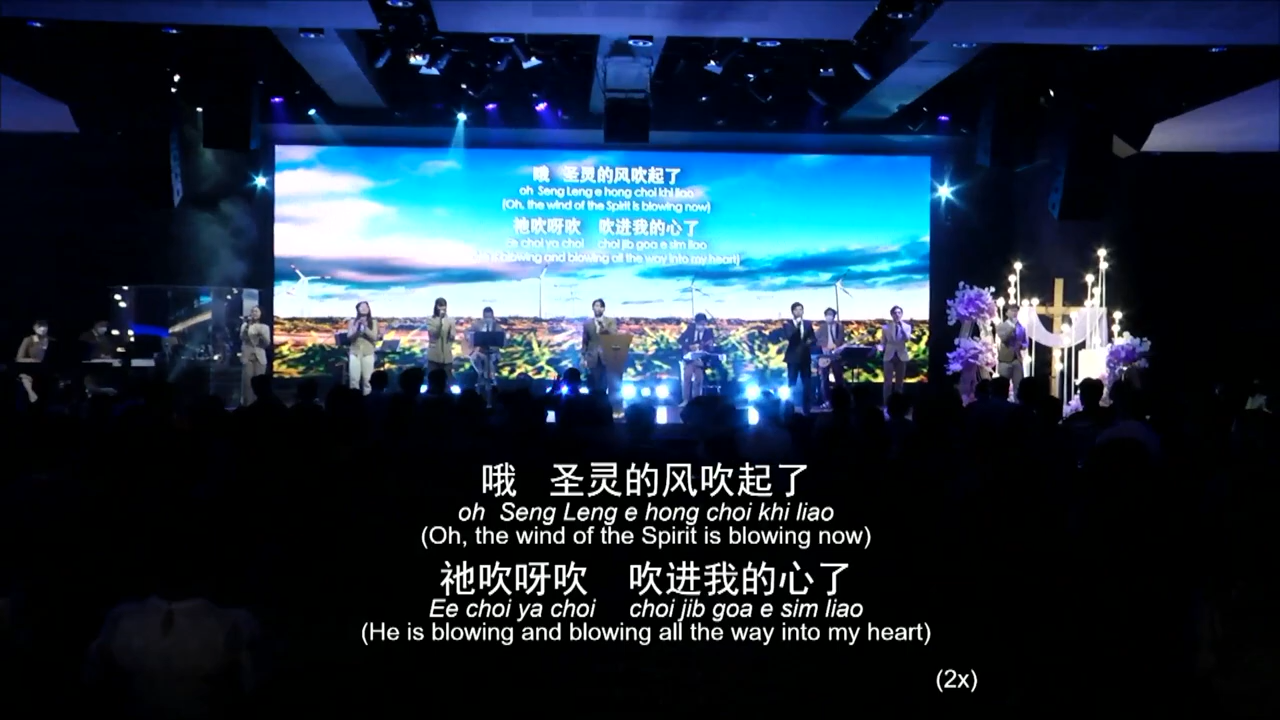 哦 圣灵的风吹起了
oh Seng Leng e hong choi khi liao
(Oh, the wind of the Spirit is blowing now)
祂吹呀吹 吹进我的心了
Ee choi ya choi choi jib goa e sim liao
(He is blowing and blowing all the way into my heart)
哦 圣灵的风吹起了
oh Seng Leng e hong choi khi liao
(Oh, the wind of the Spirit is blowing now)
祂吹呀吹 吹进我的心了
Ee choi ya choi choi jib goa e sim liao
(He is blowing and blowing all the way into my heart)
(2x)